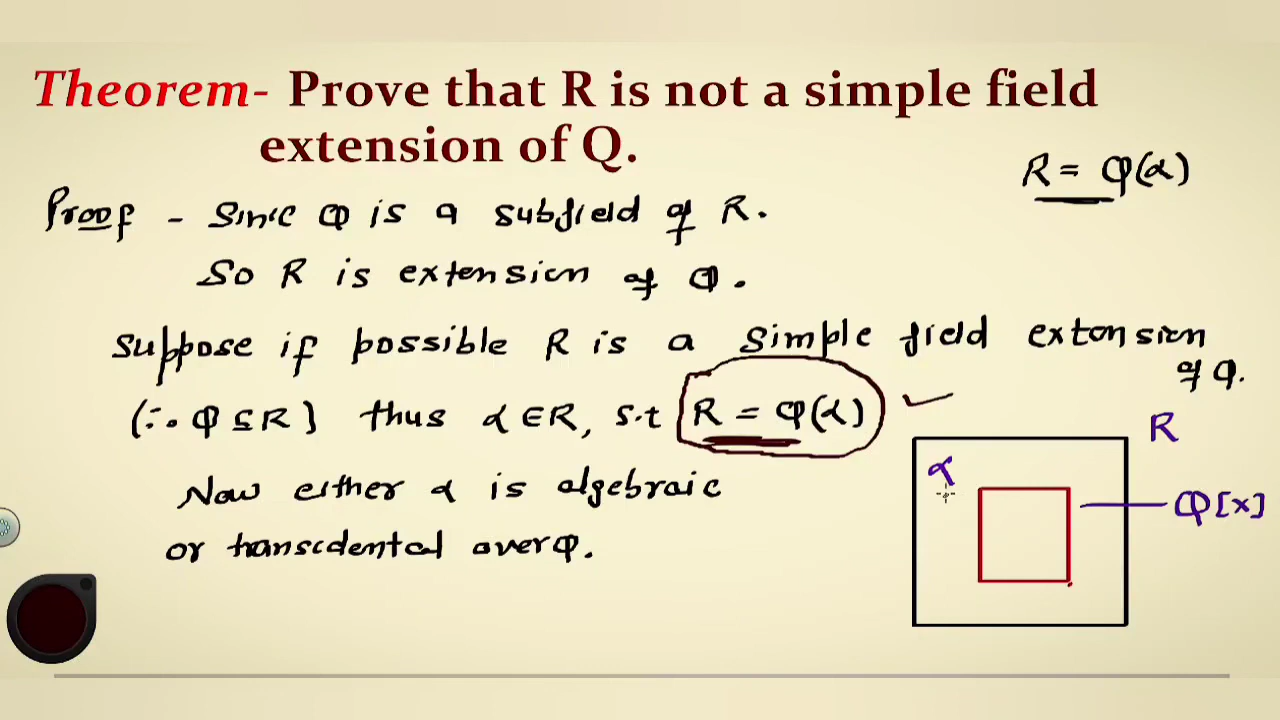 Theorem- Prove that R is not a simple field
extension of Q.
R = Q(α)
Proof - Since Q is a subfield of R.
So R is extension of Q.
Suppose if possible R is a simple field extension
of Q.
(∵ Q ⊆ R) thus α ∈ R, s.t R = Q(α) ✓
R
α
Q[x]
Now either α is algebraic
or transcdental over Q.